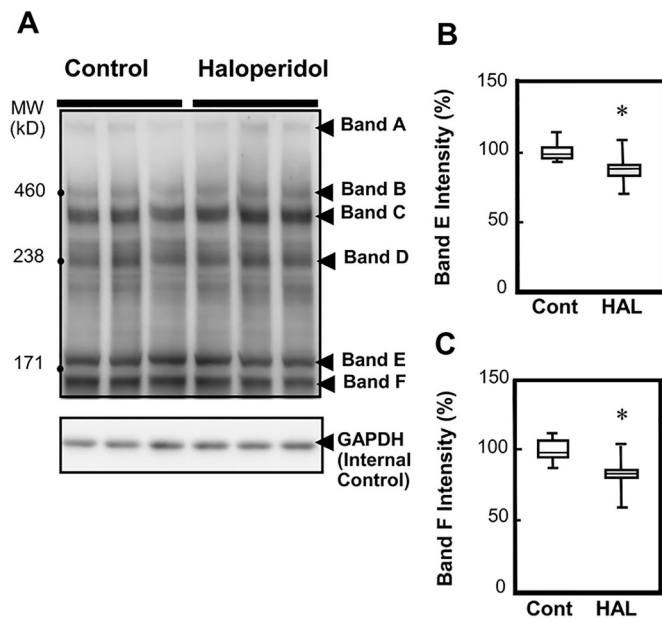 A
Control
Haloperidol
MW
(kD)
Band A
460
Band B
Band C
238
Band D
171
Band E
Band F
GAPDH
(Internal
Control)
B
Band E Intensity (%)
150
100
50
0
*
Cont HAL
C
Band F Intensity (%)
150
100
50
0
*
Cont HAL